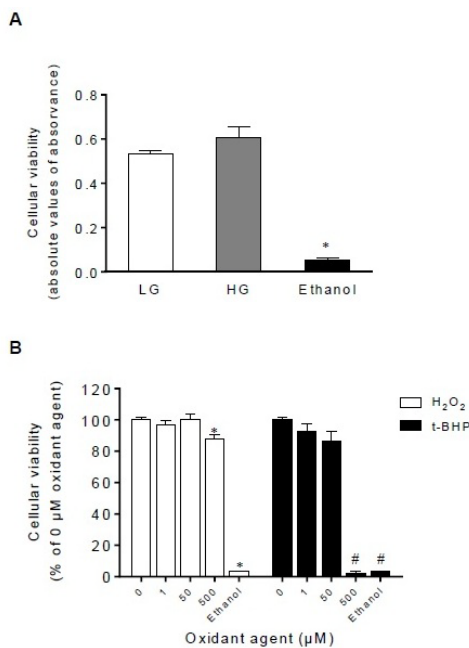 A
Cellular viability
(absolute values of absorvance)
0.8
0.6
0.4
0.2
0.0
*
LG HG Ethanol
B
Cellular viability
(% of 0 µM oxidant agent)
120
100
80
60
40
20
0
* * # #
H₂O₂
t-BHP
0 1 50 500 Ethanol 0 1 50 500 Ethanol
Oxidant agent (µM)